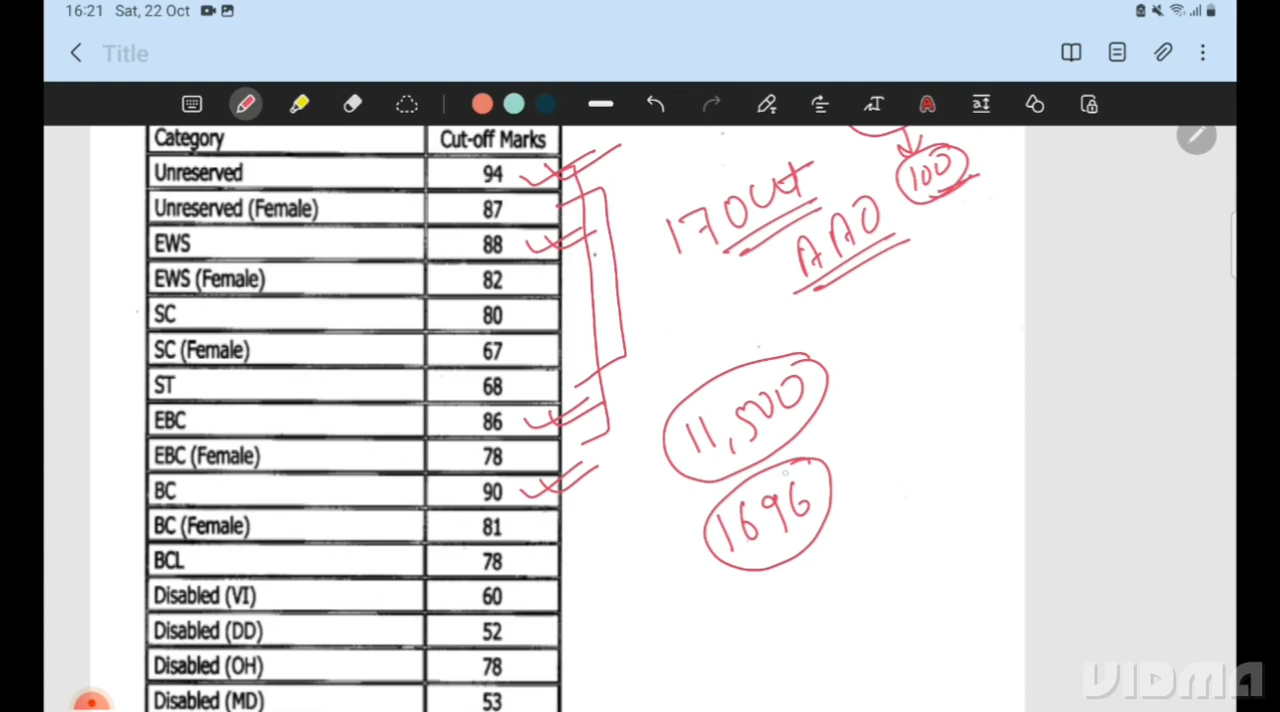 16:21 Sat, 22 Oct
Title
Category Cut-off Marks
Unreserved 94
Unreserved (Female) 87
EWS 88
EWS (Female) 82
SC 80
SC (Female) 67
ST 68
EBC 86
EBC (Female) 78
BC 90
BC (Female) 81
BCL 78
Disabled (VI) 60
Disabled (DD) 52
Disabled (OH) 78
Disabled (MD) 53
100
17 Oct
AAO
11,500
1696
VIDMA